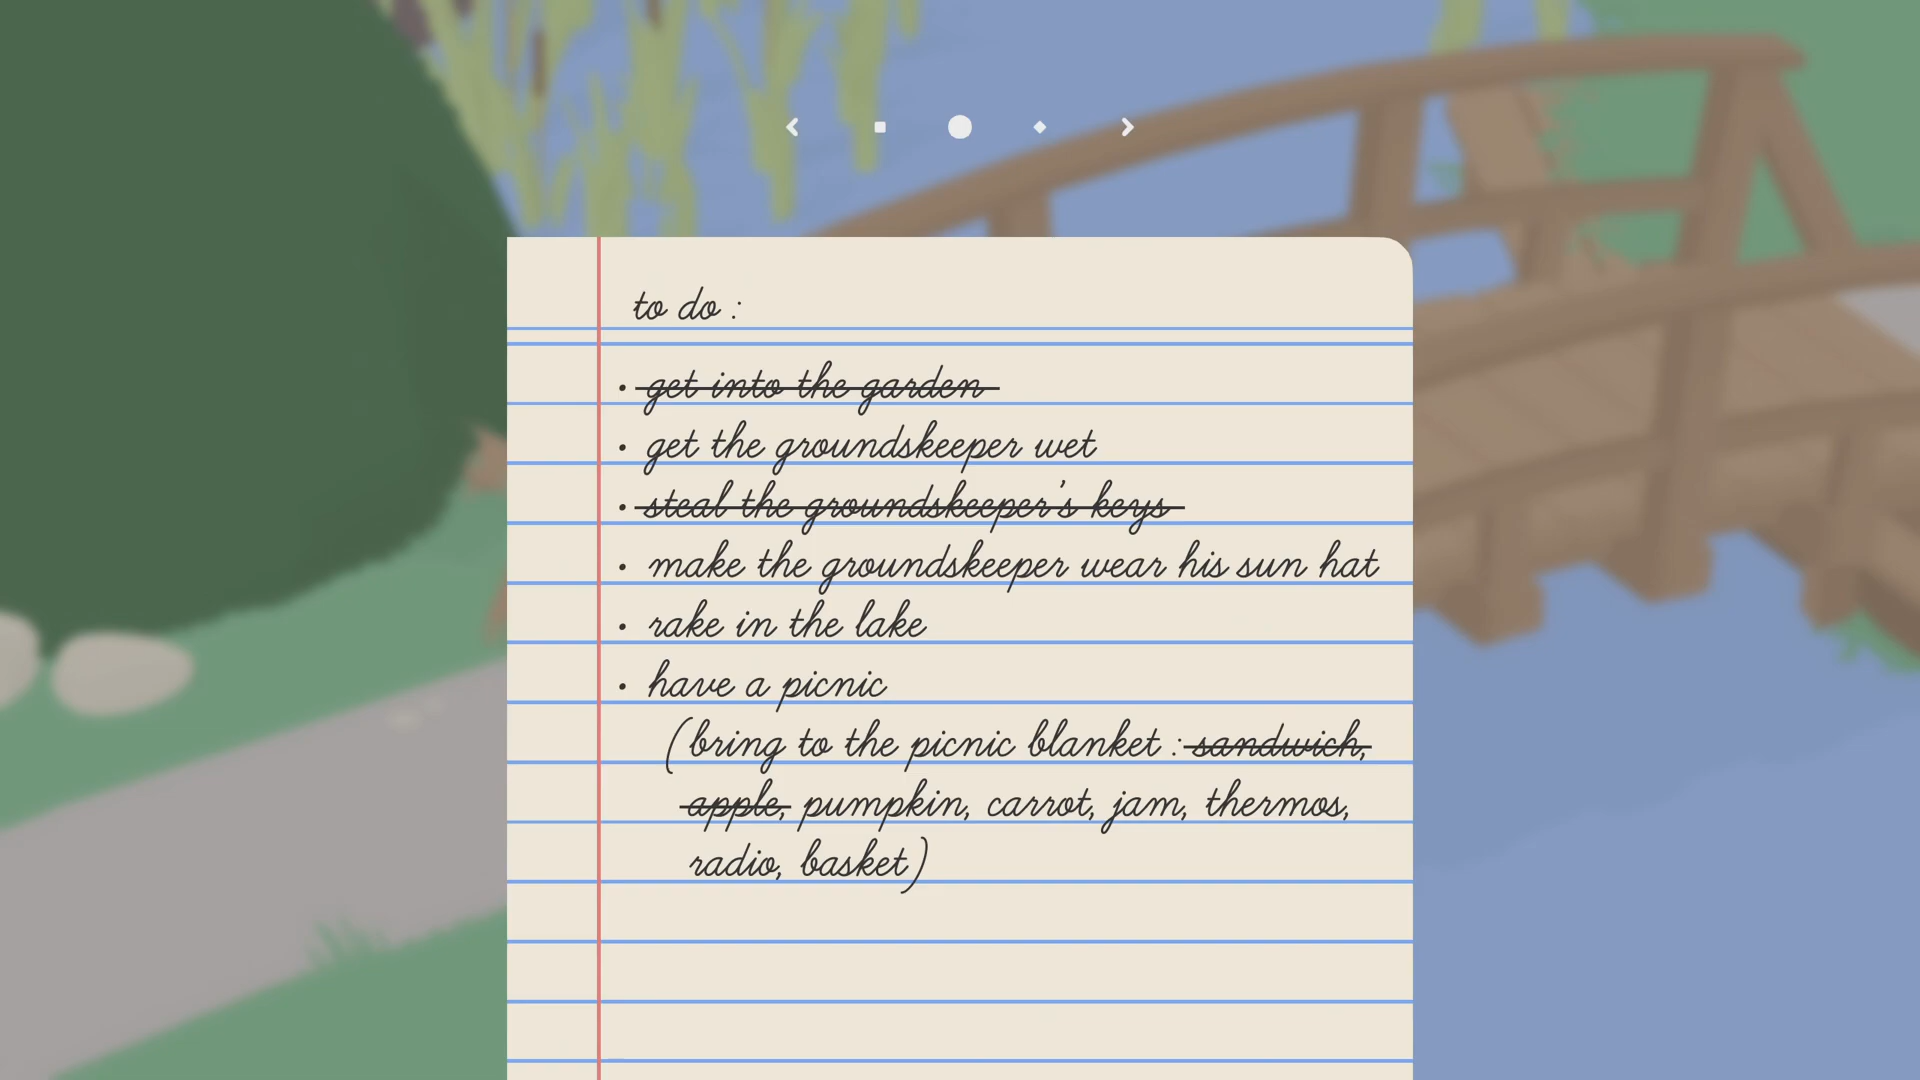 to do :
• get into the garden
• get the groundskeeper wet
• steal the groundskeeper's keys
• make the groundskeeper wear his sun hat
• rake in the lake
• have a picnic
(bring to the picnic blanket : sandwich,
apple, pumpkin, carrot, jam, thermos,
radio, basket)